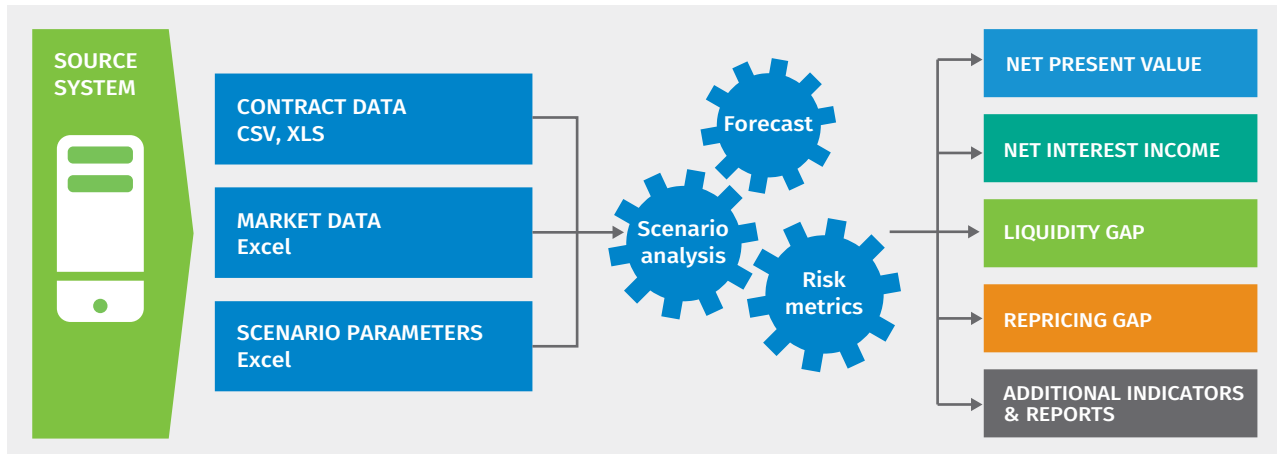 SOURCE
SYSTEM
CONTRACT DATA
CSV, XLS
MARKET DATA
Excel
SCENARIO PARAMETERS
Excel
Forecast
Scenario
analysis
Risk
metrics
NET PRESENT VALUE
NET INTEREST INCOME
LIQUIDITY GAP
REPRICING GAP
ADDITIONAL INDICATORS
& REPORTS